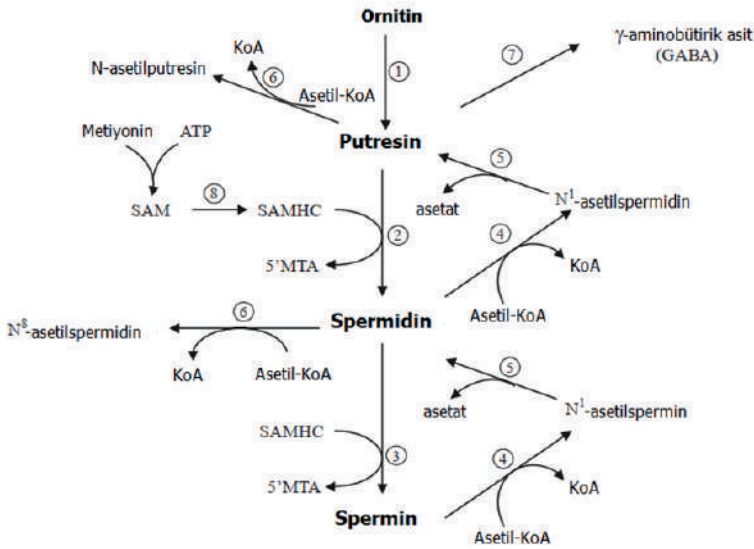 Ornitin
γ-aminobütirik asit
(GABA)
KoA
N-asetilputresin
⑥
Asetil-KoA
①
⑦
Metiyonin
ATP
Putresin
⑤
SAM
⑧
SAMHC
asetat
N¹-asetilspermidin
②
④
5'MTA
KoA
Asetil-KoA
Spermidin
N⁸-asetilspermidin
⑥
KoA
Asetil-KoA
⑤
asetat
N¹-asetilspermin
SAMHC
③
④
5'MTA
KoA
Spermin
Asetil-KoA